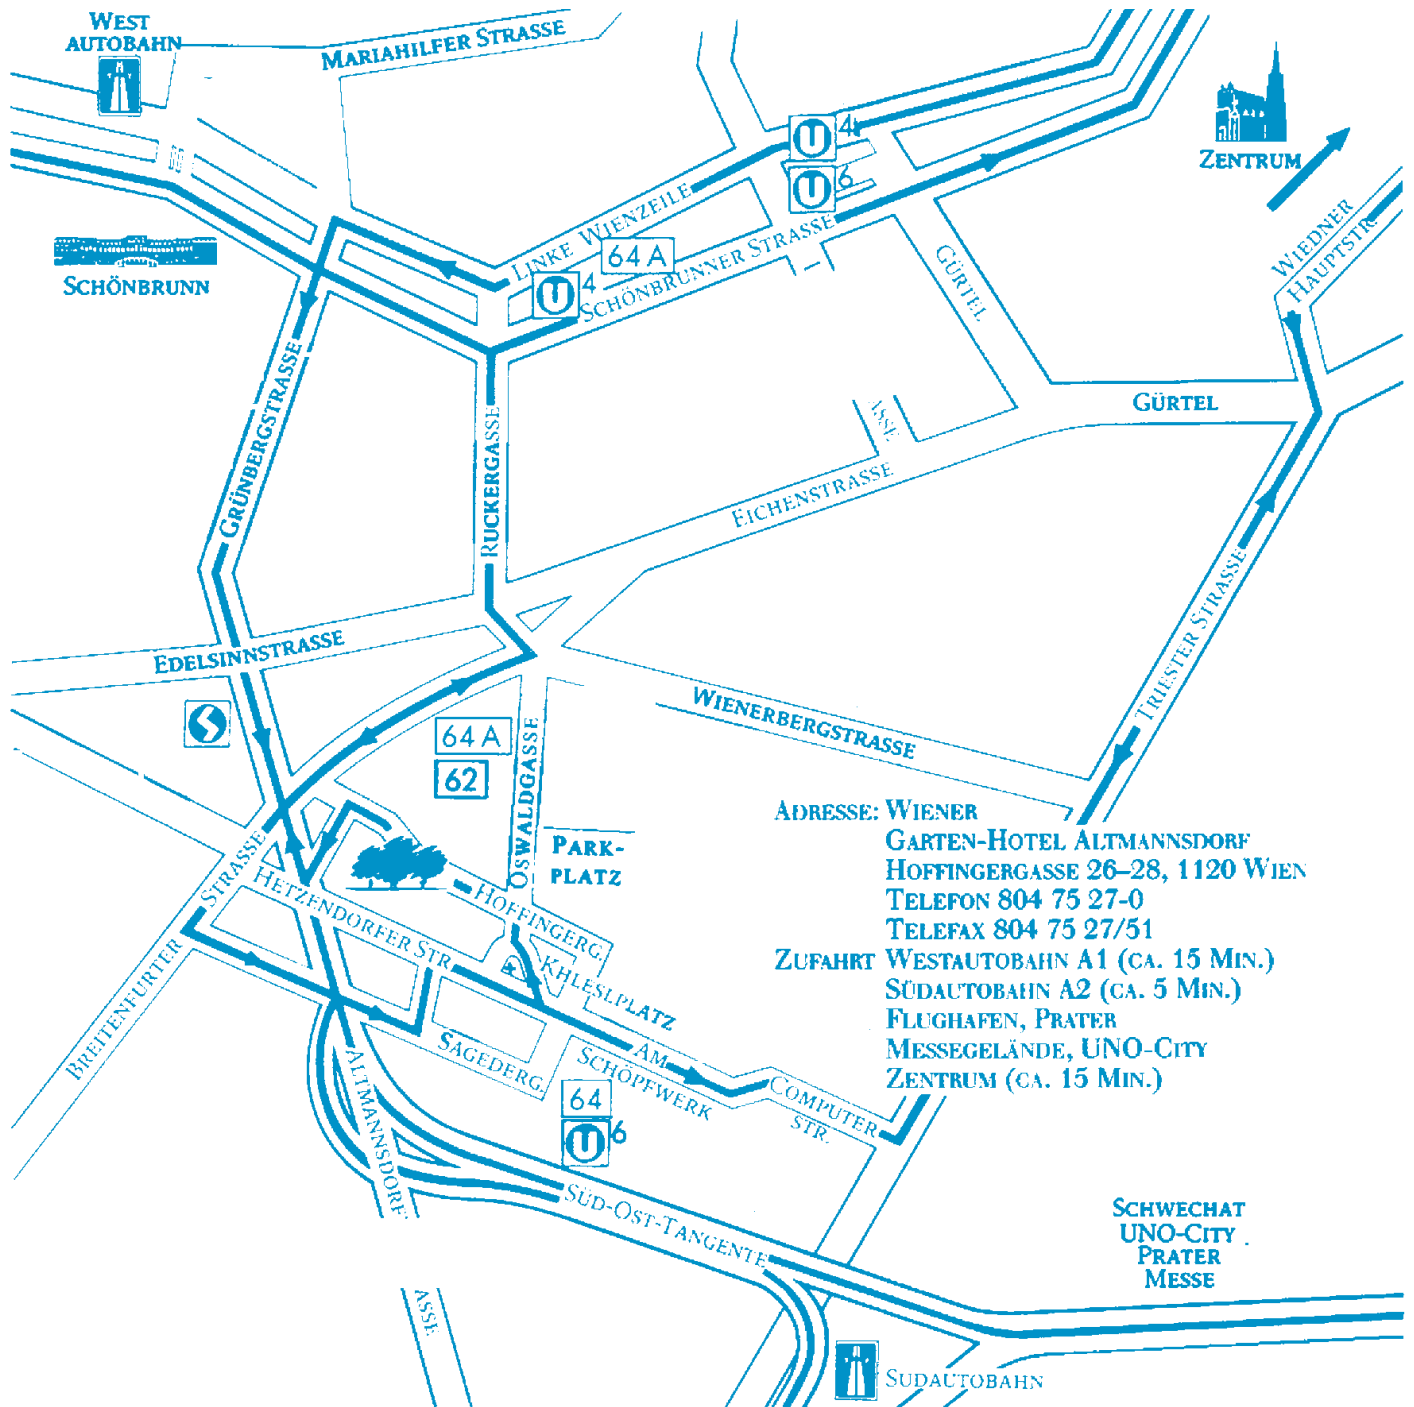 WEST
AUTOBAHN
MARIAHILFER STRASSE
ZENTRUM
SCHÖNBRUNN
LINKE WIENZEILE
4
6
64 A
4
SCHÖNBRUNNER STRASSE
GÜRTEL
WIEDNER
HAUPTSTR.
GRÜNBERGSTRASSE
RUCKERGASSE
GÜRTEL
ASSE
EICHENSTRASSE
EDELSINNSTRASSE
TRIESTER STRASSE
WIENERBERGSTRASSE
64 A
62
OSWALDGASSE
PARK-
PLATZ
BREITENFURTER STRASSE
HETZENDORFER STR.
HOFFINGERG.
KHLESLPLATZ
SAGEDERG.
AM
SCHÖPFWERK
COMPUTER
STR.
64
6
ALTMANNSDORF
ASSE
SÜD-OST-TANGENTE
ADRESSE: WIENER
GARTEN-HOTEL ALTMANNSDORF
HOFFINGERGASSE 26–28, 1120 WIEN
TELEFON 804 75 27-0
TELEFAX 804 75 27/51
ZUFAHRT WESTAUTOBAHN A1 (CA. 15 MIN.)
SÜDAUTOBAHN A2 (CA. 5 MIN.)
FLUGHAFEN, PRATER
MESSEGELÄNDE, UNO-CITY
ZENTRUM (CA. 15 MIN.)
SCHWECHAT
UNO-CITY
PRATER
MESSE
SUDAUTOBAHN